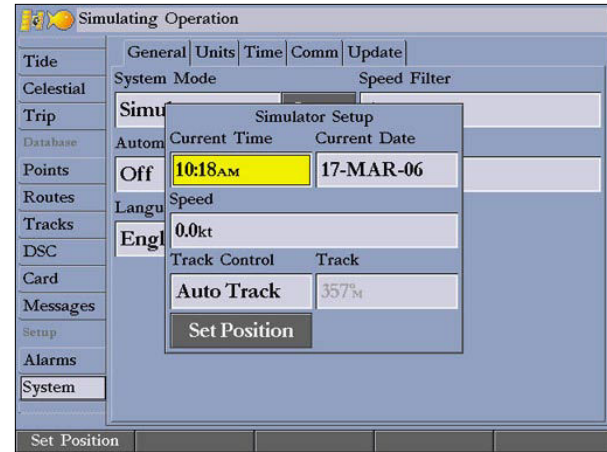 Simulating Operation
General Units Time Comm Update
Tide
Celestial
Trip
Database
Points
Routes
Tracks
DSC
Card
Messages
Setup
Alarms
System
System Mode Speed Filter
Simu
Autom
Off
Langu
Engl
Simulator Setup
Current Time Current Date
10:18AM 17-MAR-06
Speed
0.0kt
Track Control Track
Auto Track 357°M
Set Position
Set Position